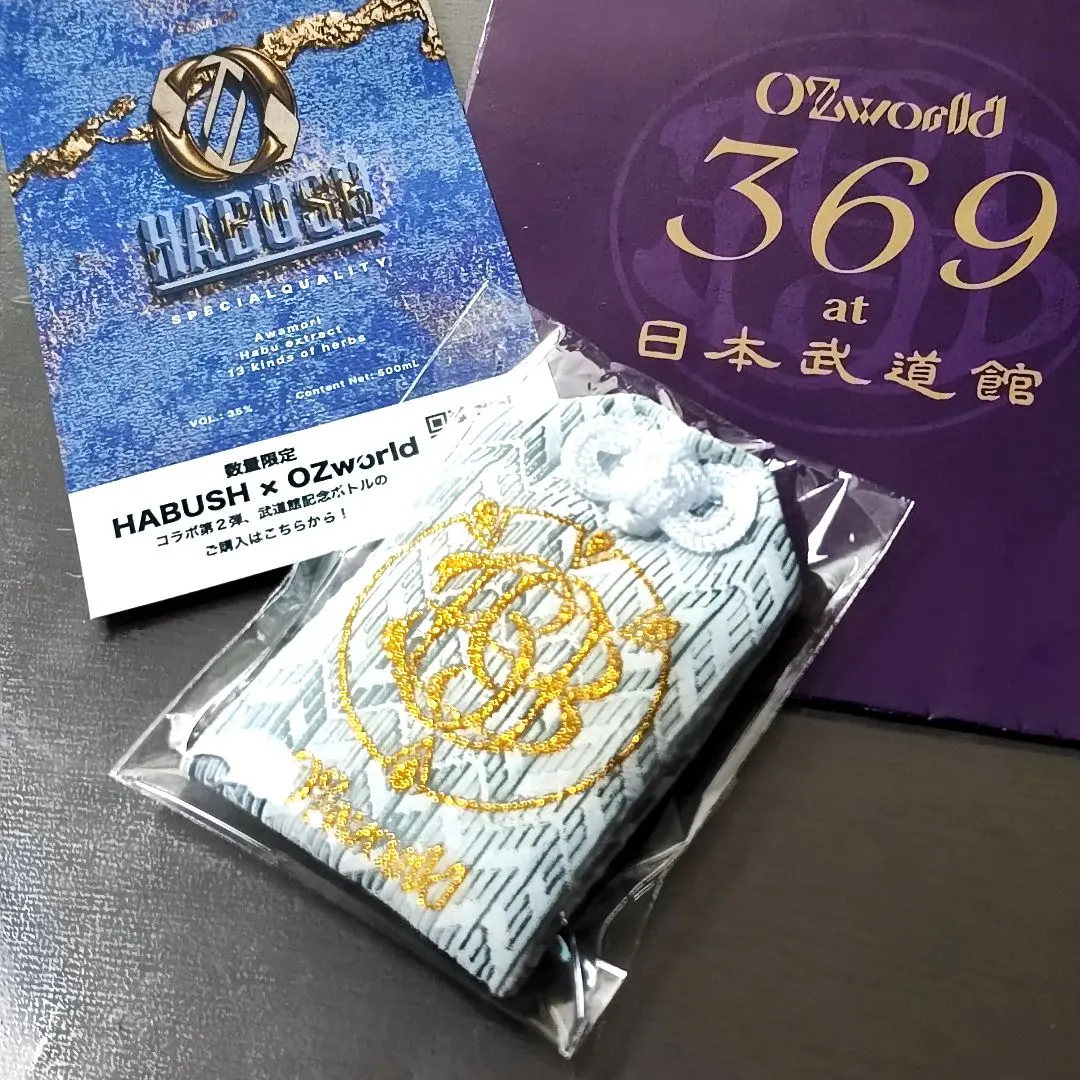 HABUSH
SPECIALQUALITY
Awamori
Habu extract
13 kinds of herbs
VOL.: 35%
Content Net: 500mL
数量限定
HABUSH × OZworld
コラボ第2弾、武道館記念ボトルの
ご購入はこちらから!
OZworld
369
at
日本武道館